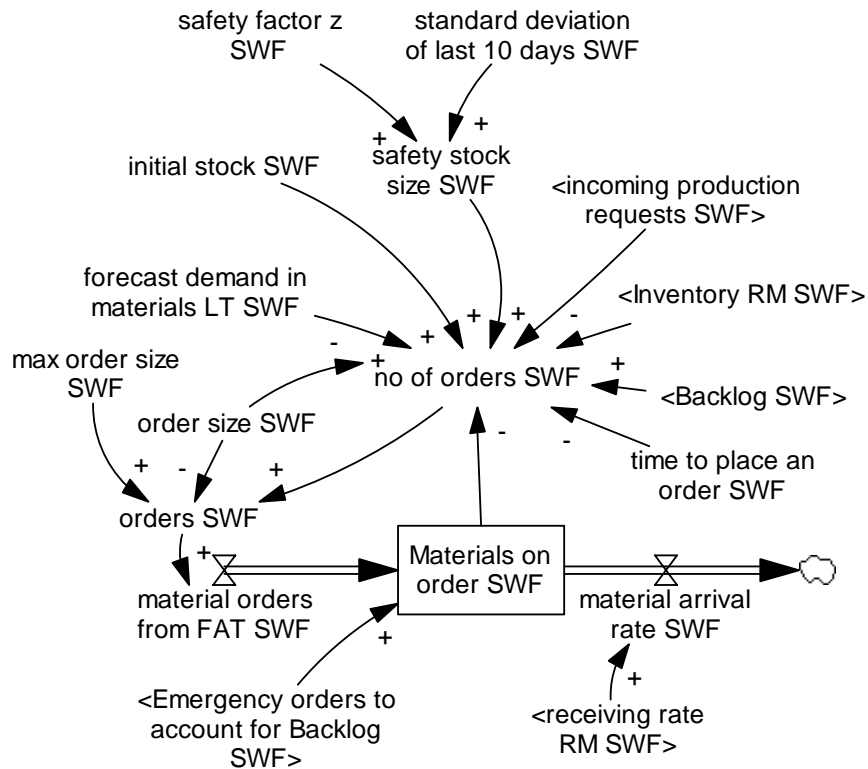 safety factor z
SWF
standard deviation
of last 10 days SWF
+
+
safety stock
size SWF
initial stock SWF
<incoming production
requests SWF>
forecast demand in
materials LT SWF
<Inventory RM SWF>
+
+
+
+
-
-
+
no of orders SWF
+
<Backlog SWF>
max order size
SWF
order size SWF
-
-
time to place an
order SWF
+
-
+
orders SWF
+
Materials on
order SWF
material orders
from FAT SWF
material arrival
rate SWF
+
+
<Emergency orders to
account for Backlog
SWF>
<receiving rate
RM SWF>